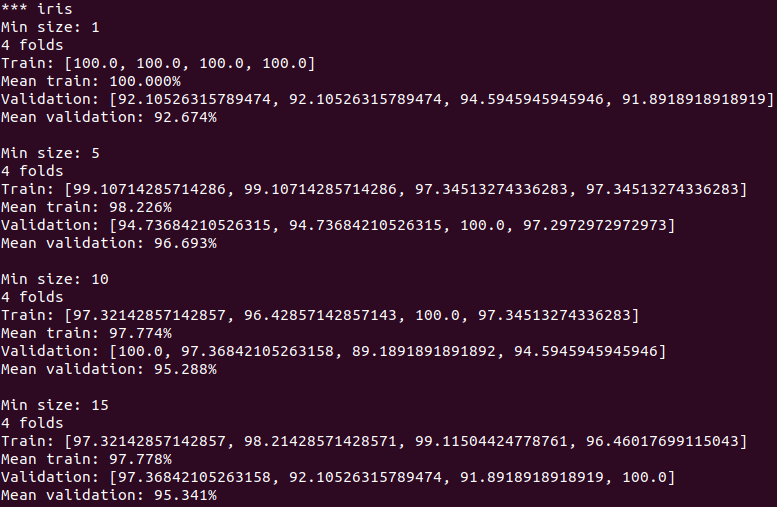 *** iris
Min size: 1
4 folds
Train: [100.0, 100.0, 100.0, 100.0]
Mean train: 100.000%
Validation: [92.10526315789474, 92.10526315789474, 94.5945945945946, 91.8918918918919]
Mean validation: 92.674%

Min size: 5
4 folds
Train: [99.10714285714286, 99.10714285714286, 97.34513274336283, 97.34513274336283]
Mean train: 98.226%
Validation: [94.73684210526315, 94.73684210526315, 100.0, 97.2972972972973]
Mean validation: 96.693%

Min size: 10
4 folds
Train: [97.32142857142857, 96.42857142857143, 100.0, 97.34513274336283]
Mean train: 97.774%
Validation: [100.0, 97.36842105263158, 89.1891891891892, 94.5945945945946]
Mean validation: 95.288%

Min size: 15
4 folds
Train: [97.32142857142857, 98.21428571428571, 99.11504424778761, 96.46017699115043]
Mean train: 97.778%
Validation: [97.36842105263158, 92.10526315789474, 91.8918918918919, 100.0]
Mean validation: 95.341%